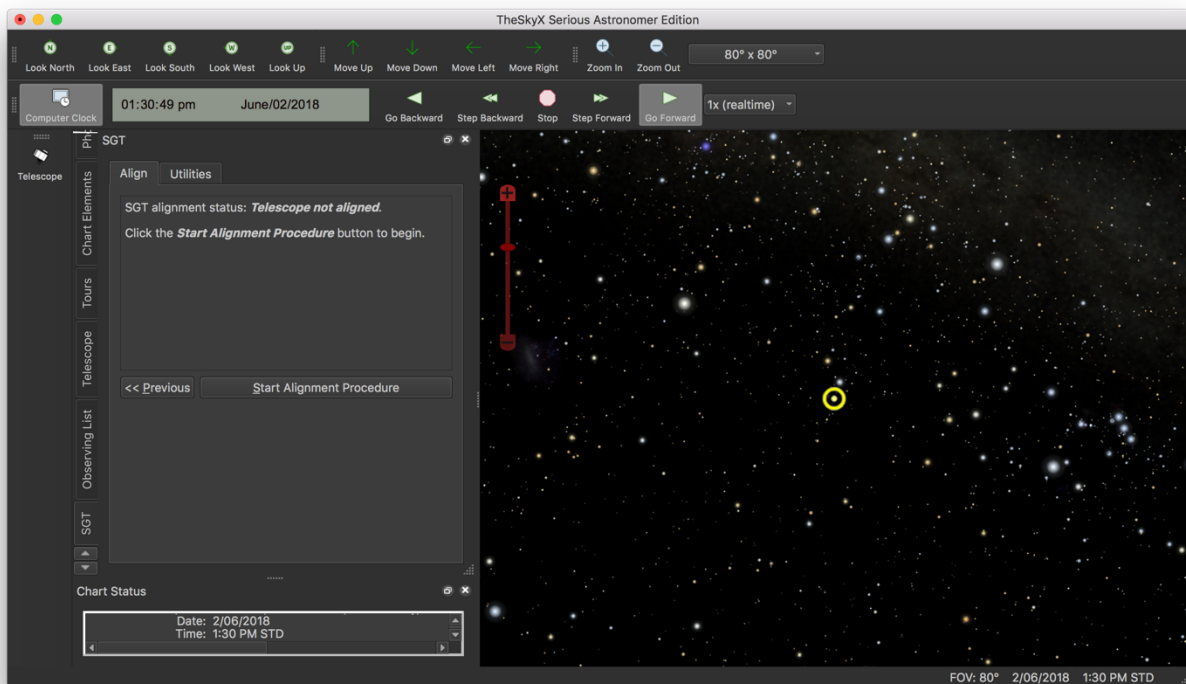 TheSkyX Serious Astronomer Edition
N E S W UP
Look North Look East Look South Look West Look Up Move Up Move Down Move Left Move Right Zoom In Zoom Out 80° x 80°
Computer Clock 01:30:49 pm June/02/2018 Go Backward Step Backward Stop Step Forward Go Forward 1x (realtime)
Telescope
Chart Elements
Tours
Telescope
Observing List
SGT
SGT
Align Utilities
SGT alignment status: Telescope not aligned.
Click the Start Alignment Procedure button to begin.
<< Previous Start Alignment Procedure
Chart Status
Date: 2/06/2018
Time: 1:30 PM STD
FOV: 80° 2/06/2018 1:30 PM STD